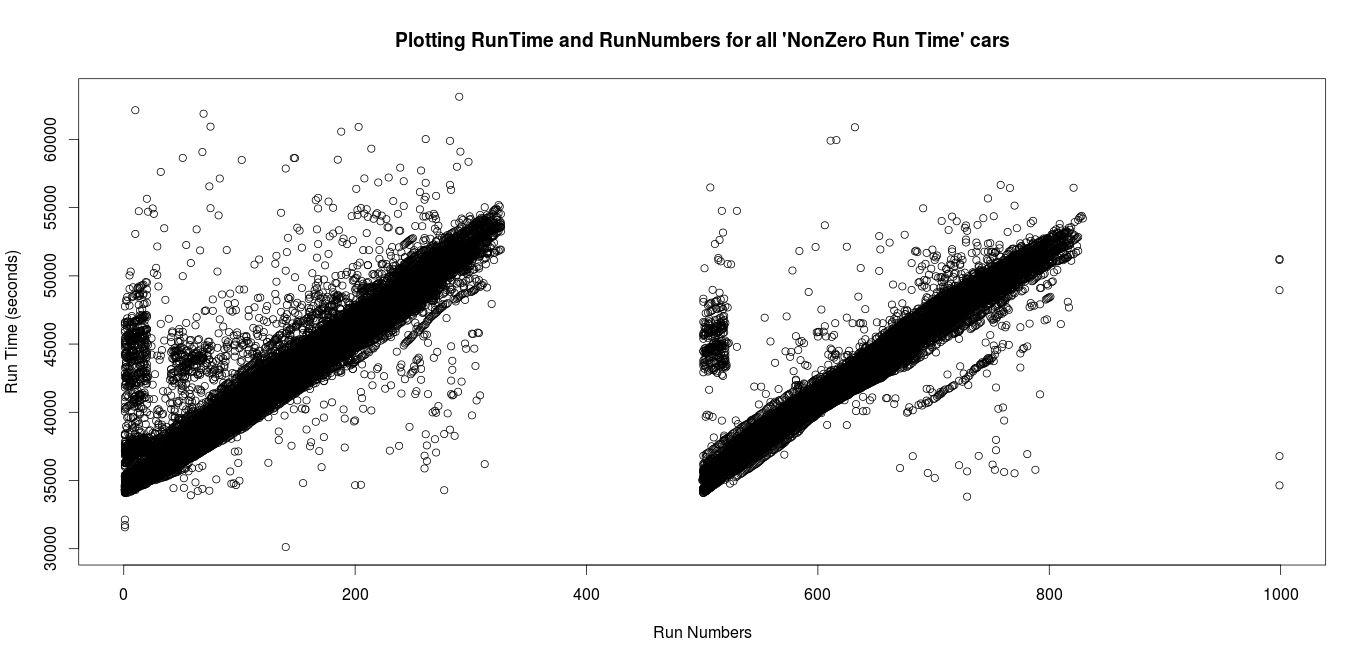 Plotting RunTime and RunNumbers for all 'NonZero Run Time' cars
Run Time (seconds)
60000
55000
50000
45000
40000
35000
30000
0 200 400 600 800 1000
Run Numbers